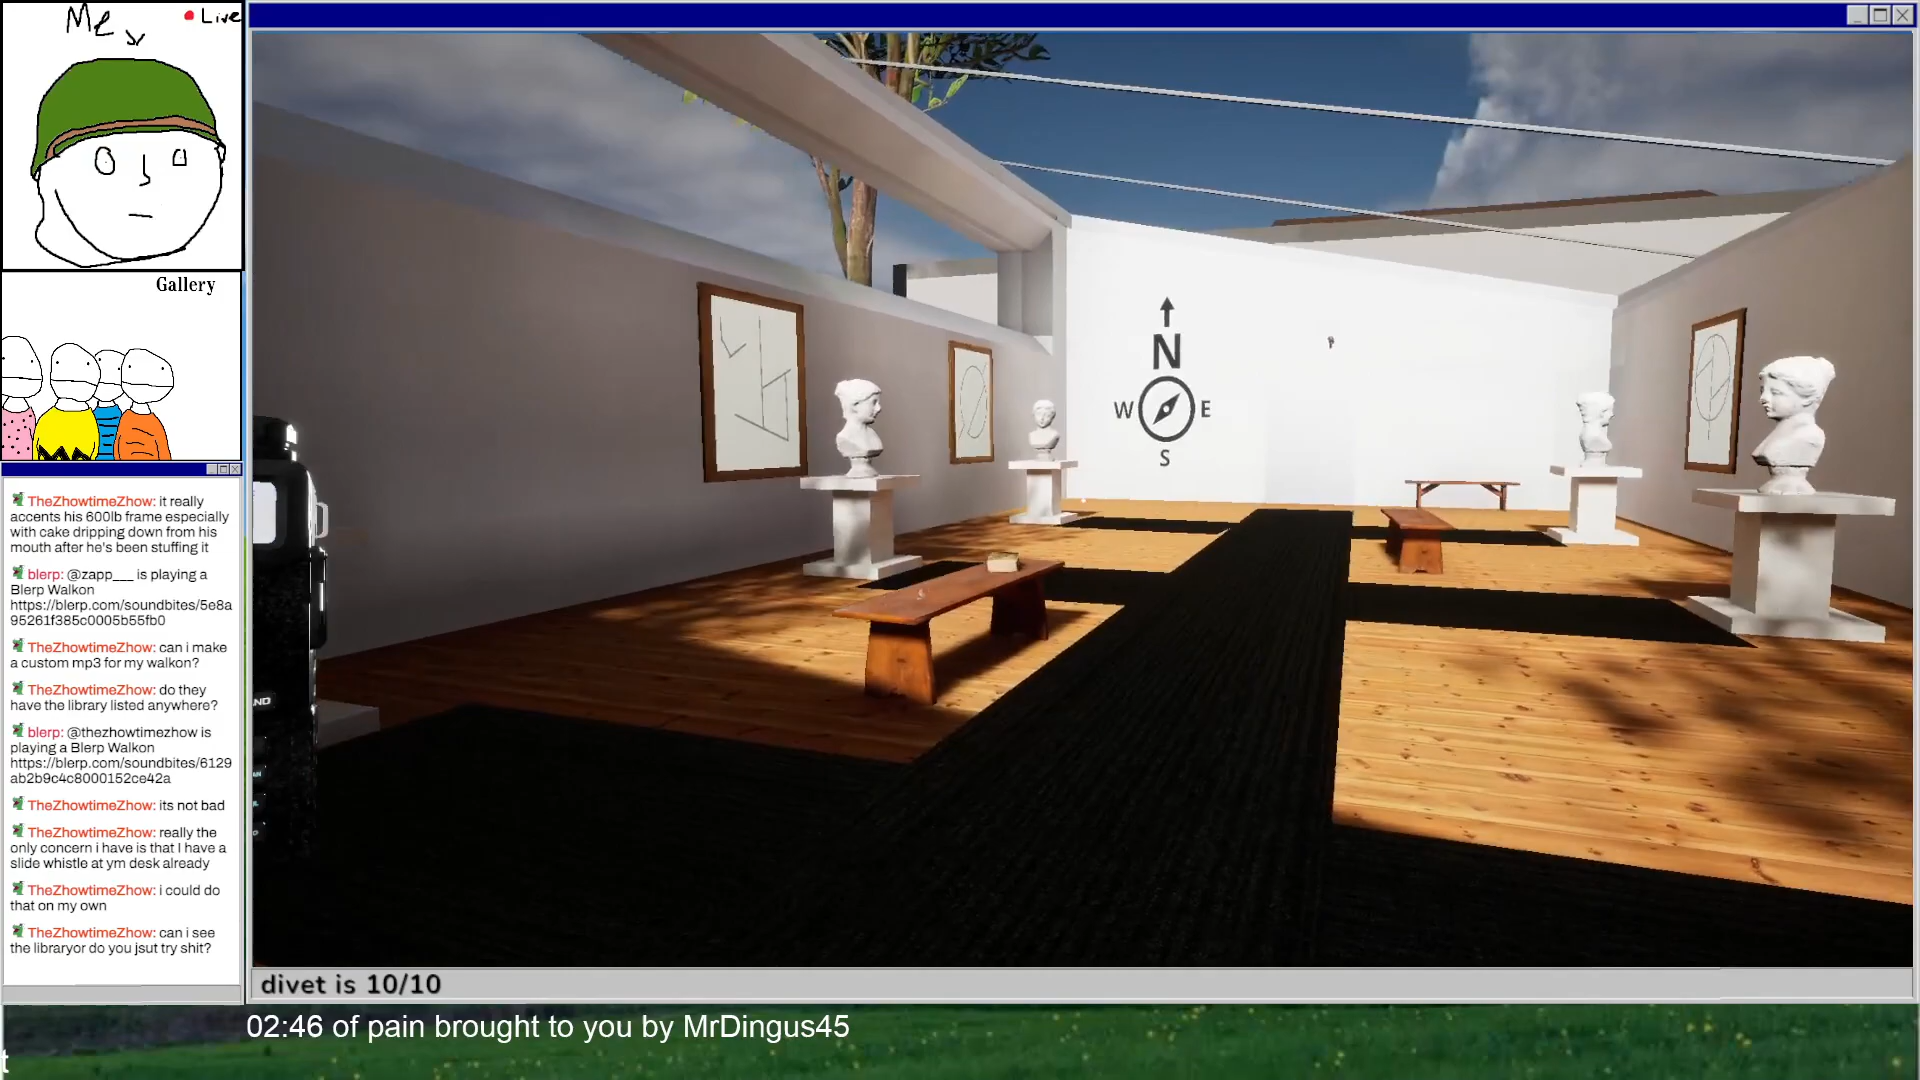 Me
Live
Gallery
TheZhowtimeZhow: it really
accents his 600lb frame especially
with cake dripping down from his
mouth after he's been stuffing it
blerp: @zapp___ is playing a
Blerp Walkon
https://blerp.com/soundbites/5e8a
95261f385c0005b55fb0
TheZhowtimeZhow: can i make
a custom mp3 for my walkon?
TheZhowtimeZhow: do they
have the library listed anywhere?
blerp: @thezhowtimezhow is
playing a Blerp Walkon
https://blerp.com/soundbites/6129
ab2b9c4c8000152ce42a
TheZhowtimeZhow: its not bad
TheZhowtimeZhow: really the
only concern i have is that I have a
slide whistle at ym desk already
TheZhowtimeZhow: i could do
that on my own
TheZhowtimeZhow: can i see
the libraryor do you jsut try shit?
N
W E
S
divet is 10/10
02:46 of pain brought to you by MrDingus45
t